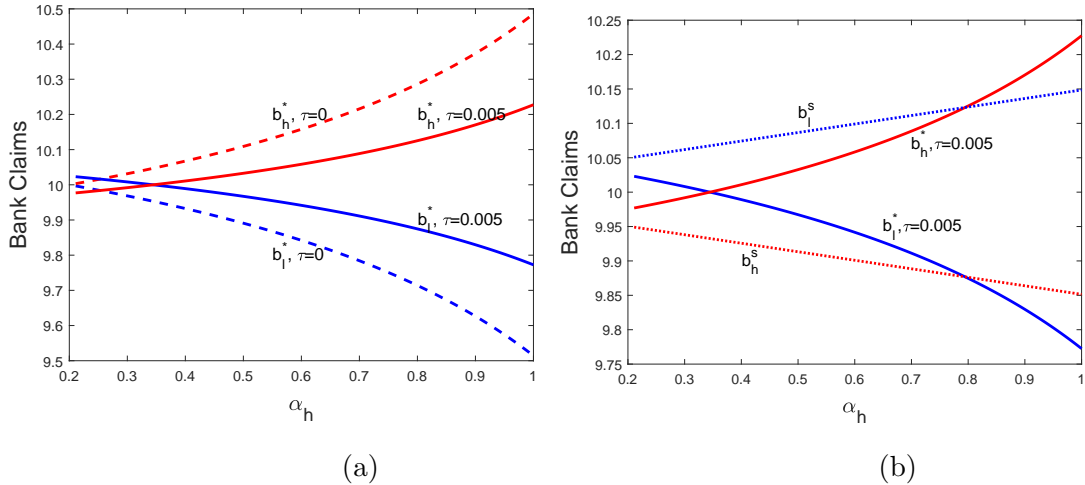 10.5
10.4
10.3
10.2
10.1
10
9.9
9.8
9.7
9.6
9.5
Bank Claims
b_h^*, τ=0
b_h^*, τ=0.005
b_l^*, τ=0.005
b_l^*, τ=0
0.2 0.3 0.4 0.5 0.6 0.7 0.8 0.9 1
α_h
(a)
10.25
10.2
10.15
10.1
10.05
10
9.95
9.9
9.85
9.8
9.75
Bank Claims
b_l^s
b_h^*,τ=0.005
b_l^*,τ=0.005
b_h^s
0.2 0.3 0.4 0.5 0.6 0.7 0.8 0.9 1
α_h
(b)